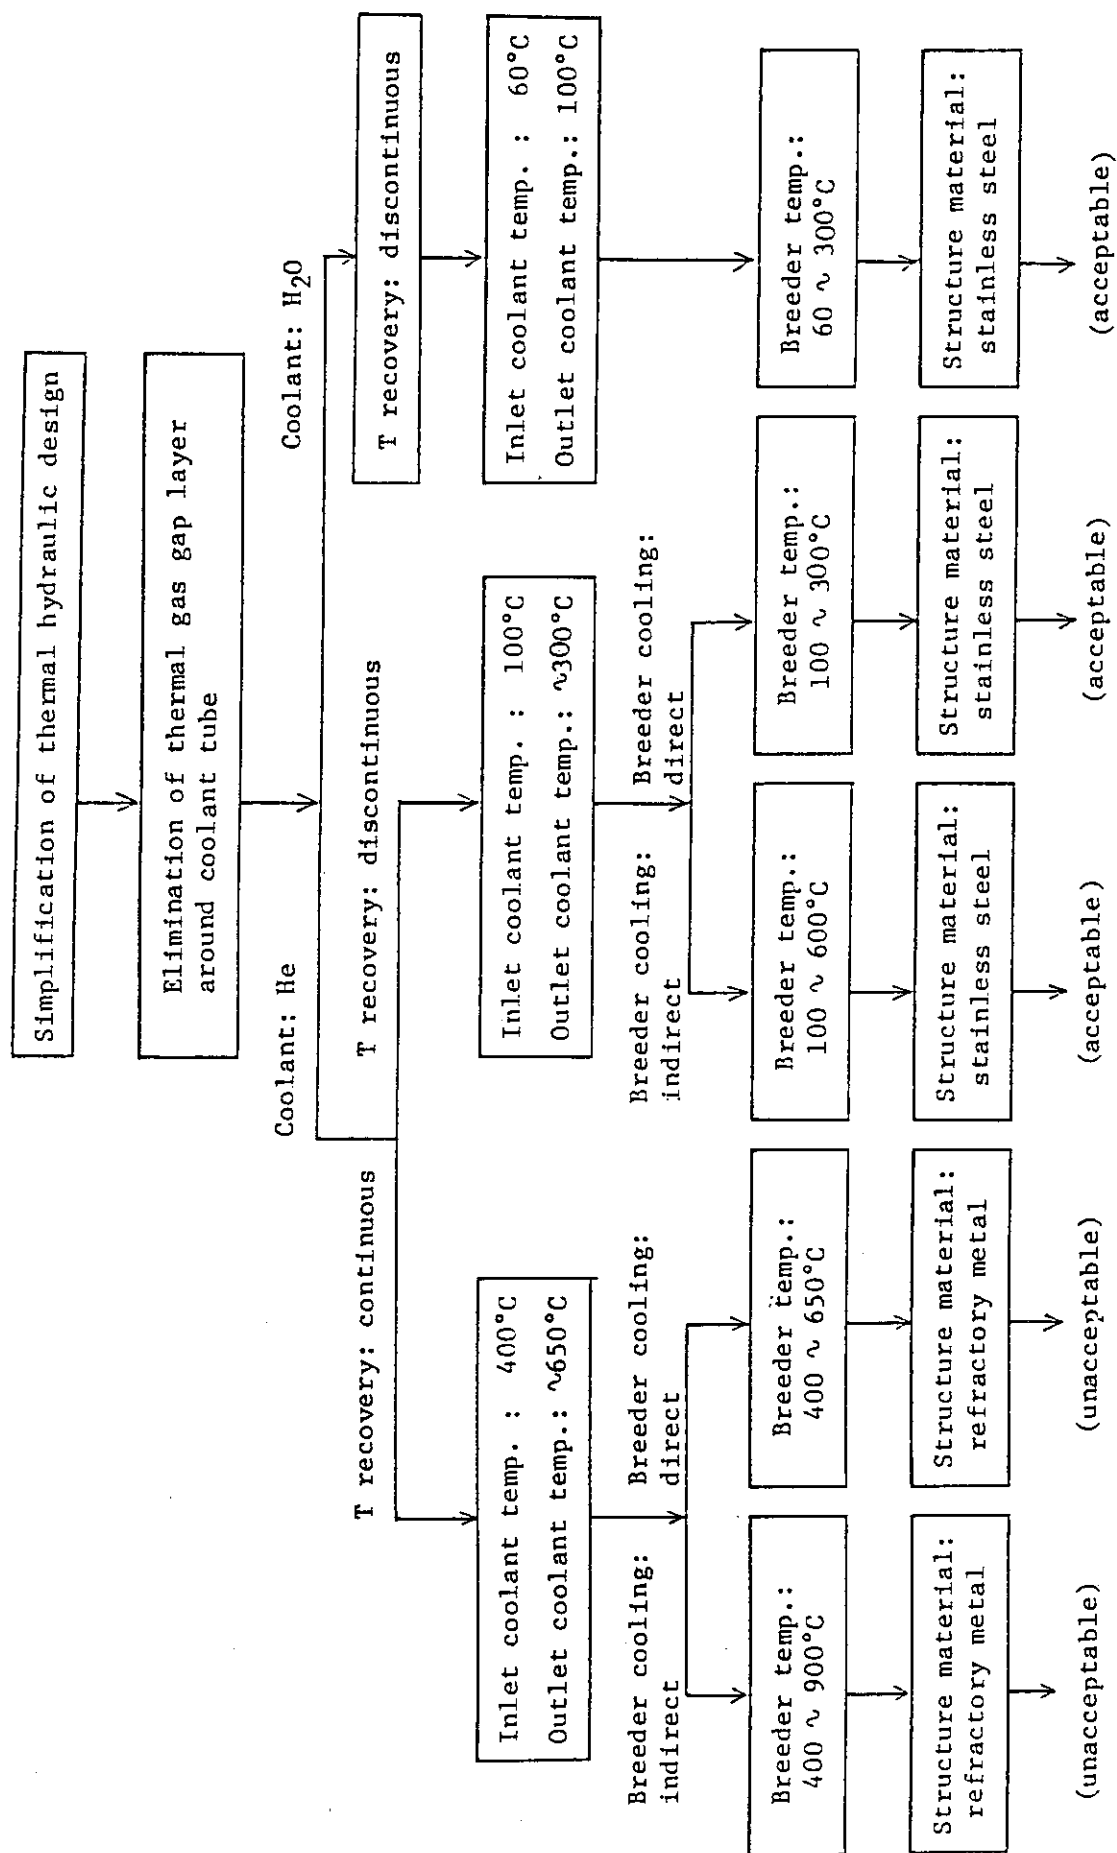 Simplification of thermal hydraulic design
Elimination of thermal gas gap layer
around coolant tube
Coolant: He
Coolant: H2O
T recovery: continuous
T recovery: discontinuous
T recovery: discontinuous
Inlet coolant temp. : 400°C
Outlet coolant temp.: ~650°C
Inlet coolant temp. : 100°C
Outlet coolant temp.: ~300°C
Inlet coolant temp. : 60°C
Outlet coolant temp.: 100°C
Breeder cooling:
indirect
Breeder cooling:
direct
Breeder cooling:
indirect
Breeder cooling:
direct
Breeder temp.:
400 ~ 900°C
Breeder temp.:
400 ~ 650°C
Breeder temp.:
100 ~ 600°C
Breeder temp.:
100 ~ 300°C
Breeder temp.:
60 ~ 300°C
Structure material:
refractory metal
Structure material:
refractory metal
Structure material:
stainless steel
Structure material:
stainless steel
Structure material:
stainless steel
(unacceptable)
(unacceptable)
(acceptable)
(acceptable)
(acceptable)